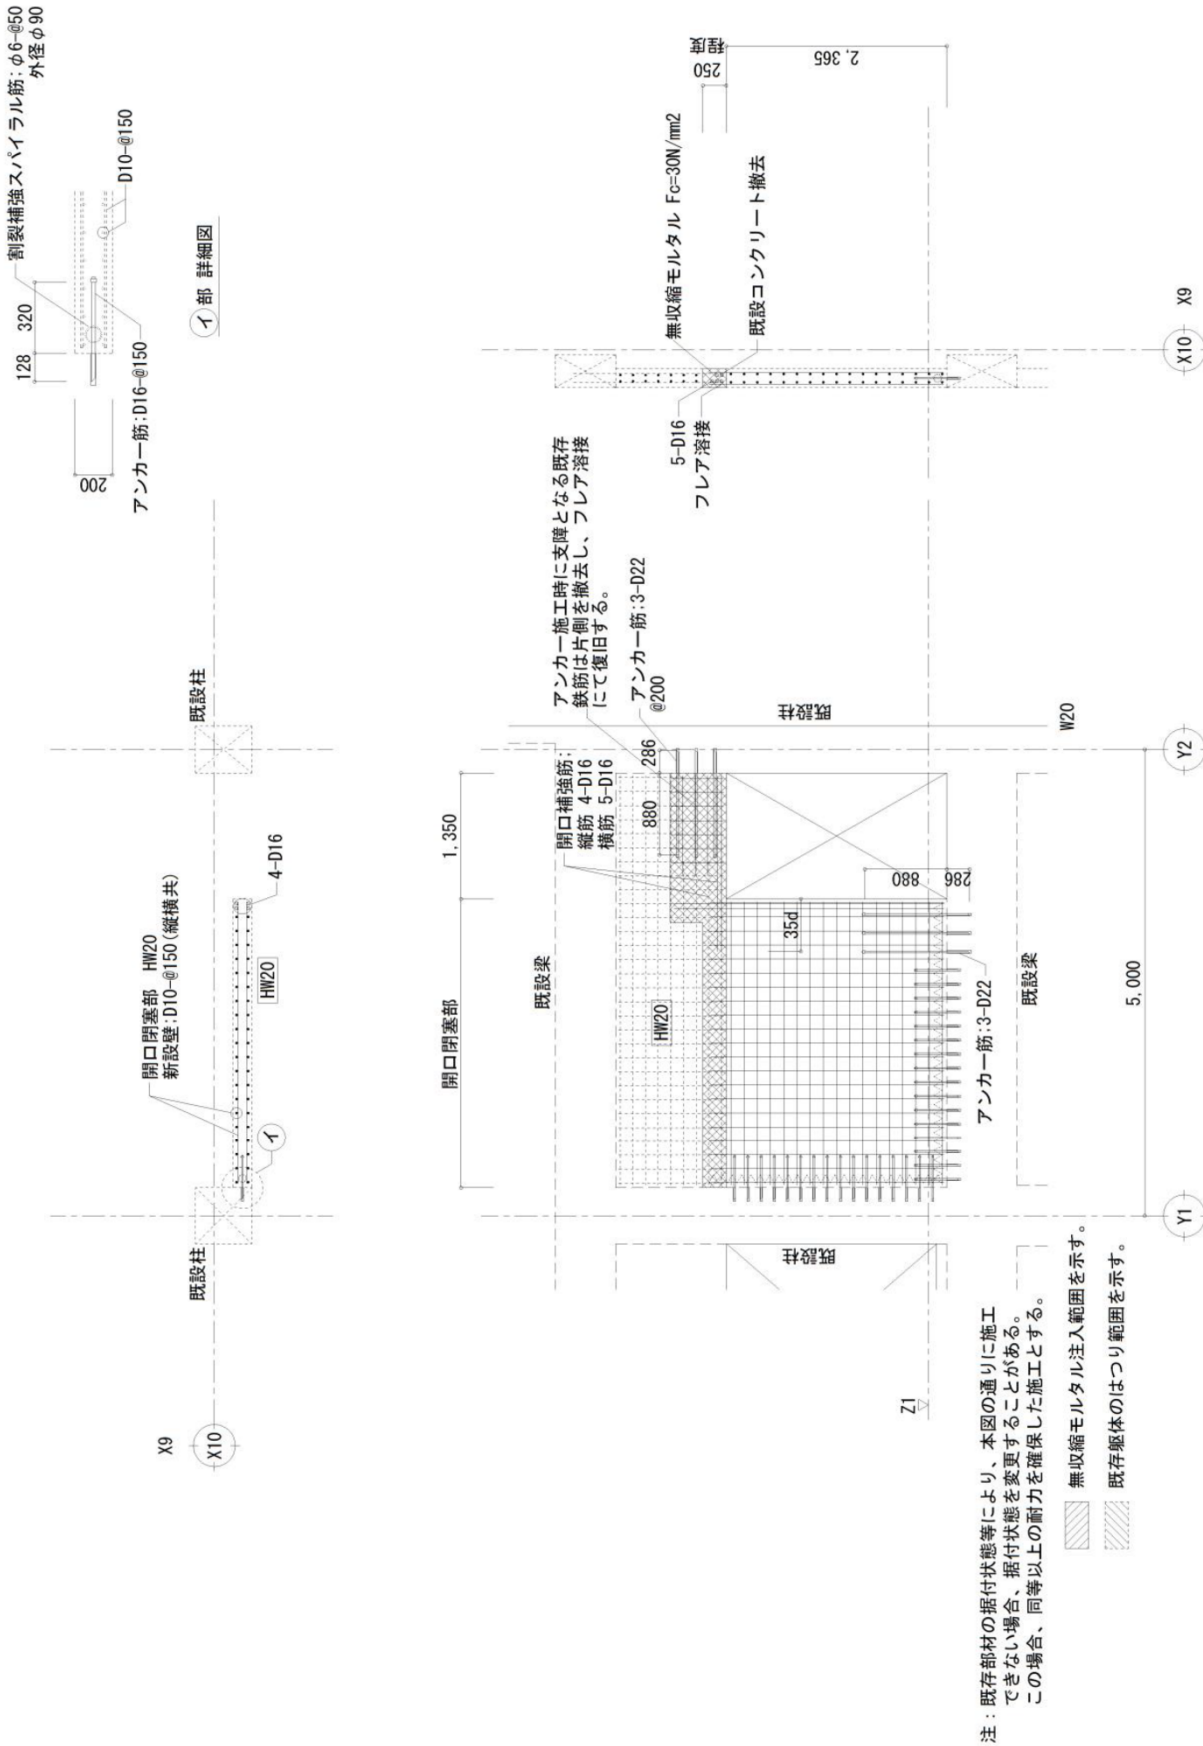 割裂補強スパイラル筋:φ6-@50
外径φ90
128
320
200
D10-@150
アンカー筋:D16-@150
イ 部 詳細図
X9
X10
既設柱
既設柱
開口閉塞部 HW20
新設壁:D10-@150(縦横共)
HW20
4-D16
イ
開口閉塞部
1,350
既設梁
HW20
開口補強筋:
縦筋 4-D16
横筋 5-D16
アンカー施工時に支障となる既存
鉄筋は片側を撤去し、フレア溶接
にて復旧する。
アンカー筋:3-D22
@200
880
286
35d
880
286
既設柱
既設柱
W20
アンカー筋:3-D22
既設梁
Z1
5,000
Y1
Y2
5-D16
フレア溶接
無収縮モルタル Fc=30N/mm2
既設コンクリート撤去
250
程度
2,365
X10
X9
注:既存部材の据付状態等により、本図の通りに施工
できない場合、据付状態を変更することがある。
この場合、同等以上の耐力を確保した施工とする。
無収縮モルタル注入範囲を示す。
既存躯体のはつり範囲を示す。